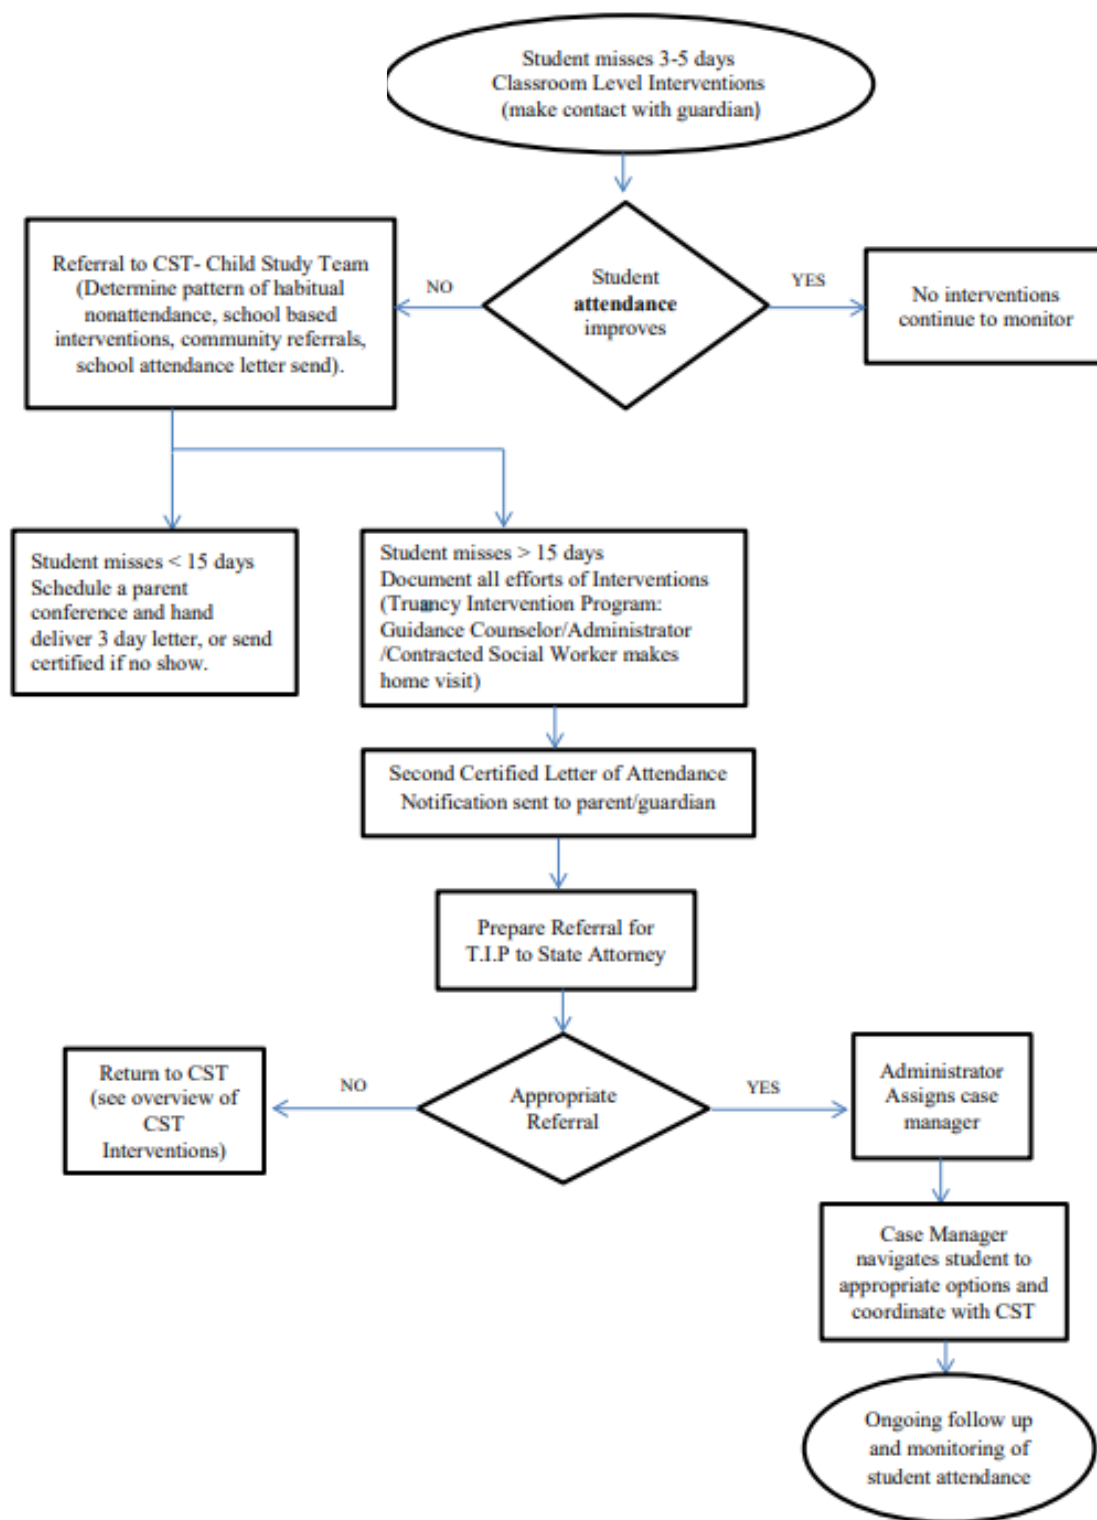 Student misses 3-5 days
Classroom Level Interventions
(make contact with guardian)
Referral to CST- Child Study Team
(Determine pattern of habitual
nonattendance, school based
interventions, community referrals,
school attendance letter send).
NO
Student
attendance
improves
YES
No interventions
continue to monitor
Student misses < 15 days
Schedule a parent
conference and hand
deliver 3 day letter, or send
certified if no show.
Student misses > 15 days
Document all efforts of Interventions
(Truancy Intervention Program:
Guidance Counselor/Administrator
/Contracted Social Worker makes
home visit)
Second Certified Letter of Attendance
Notification sent to parent/guardian
Prepare Referral for
T.I.P to State Attorney
Return to CST
(see overview of
CST
Interventions)
NO
Appropriate
Referral
YES
Administrator
Assigns case
manager
Case Manager
navigates student to
appropriate options and
coordinate with CST
Ongoing follow up
and monitoring of
student attendance